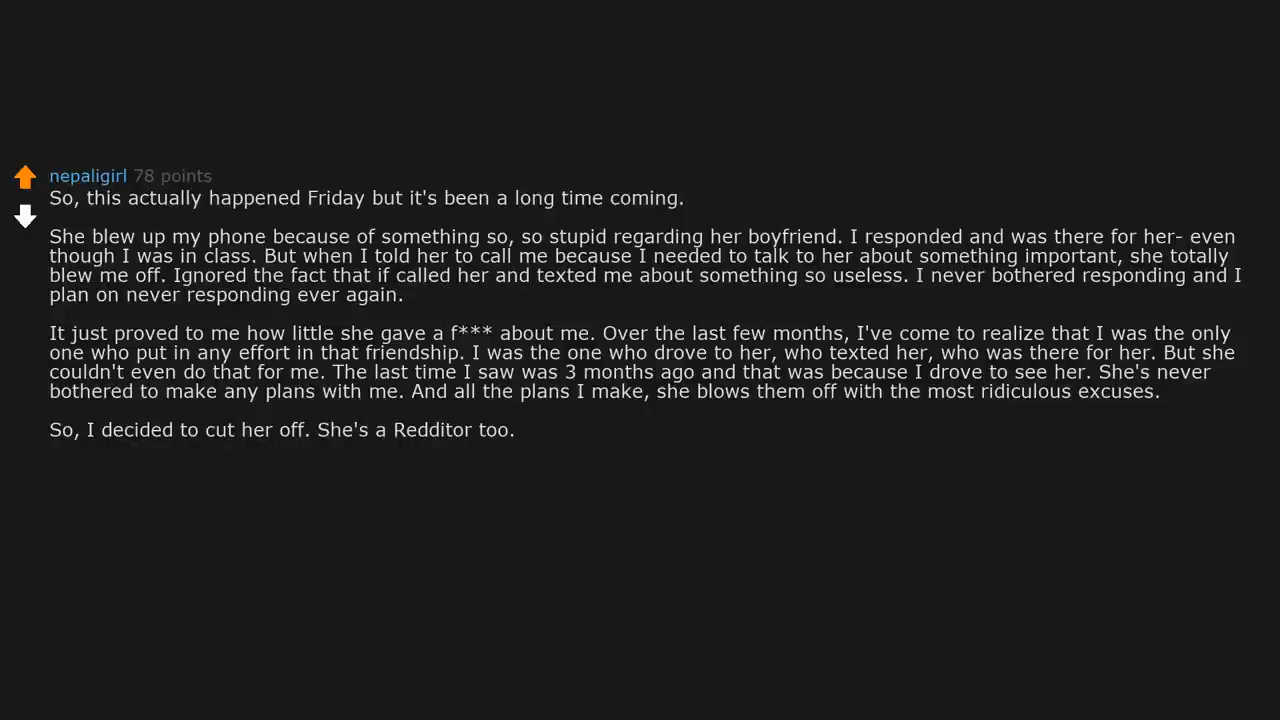 nepaligirl 78 points
So, this actually happened Friday but it's been a long time coming.
She blew up my phone because of something so, so stupid regarding her boyfriend. I responded and was there for her- even
though I was in class. But when I told her to call me because I needed to talk to her about something important, she totally
blew me off. Ignored the fact that if called her and texted me about something so useless. I never bothered responding and I
plan on never responding ever again.
It just proved to me how little she gave a f*** about me. Over the last few months, I've come to realize that I was the only
one who put in any effort in that friendship. I was the one who drove to her, who texted her, who was there for her. But she
couldn't even do that for me. The last time I saw was 3 months ago and that was because I drove to see her. She's never
bothered to make any plans with me. And all the plans I make, she blows them off with the most ridiculous excuses.
So, I decided to cut her off. She's a Redditor too.